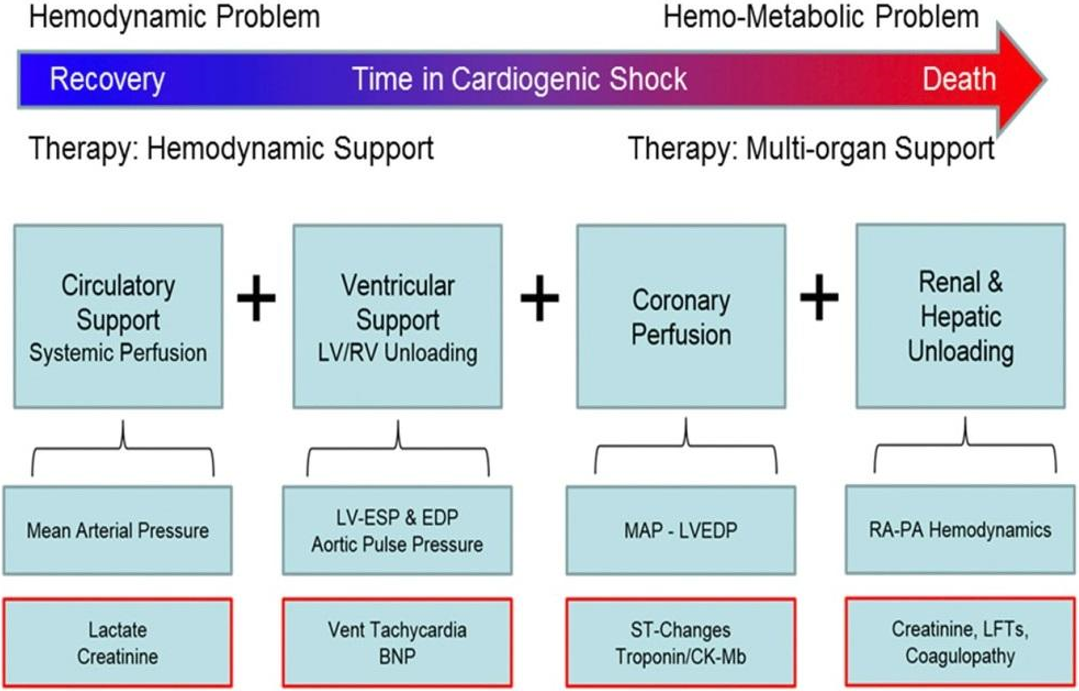 Hemodynamic Problem
Hemo-Metabolic Problem
Recovery
Time in Cardiogenic Shock
Death
Therapy: Hemodynamic Support
Therapy: Multi-organ Support
Circulatory
Support
Systemic Perfusion
+
Ventricular
Support
LV/RV Unloading
+
Coronary
Perfusion
+
Renal &
Hepatic
Unloading
Mean Arterial Pressure
LV-ESP & EDP
Aortic Pulse Pressure
MAP - LVEDP
RA-PA Hemodynamics
Lactate
Creatinine
Vent Tachycardia
BNP
ST-Changes
Troponin/CK-Mb
Creatinine, LFTs,
Coagulopathy